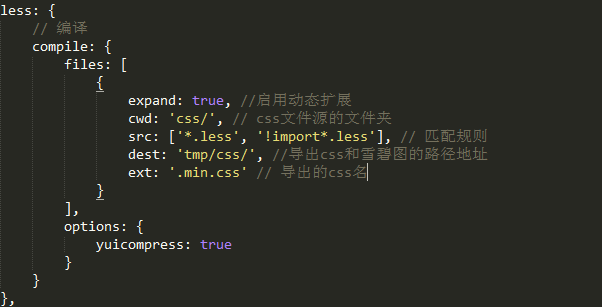 less: {
    // 编译
    compile: {
        files: [
            {
                expand: true, //启用动态扩展
                cwd: 'css/', // css文件源的文件夹
                src: ['*.less', '!import*.less'], // 匹配规则
                dest: 'tmp/css/', //导出css和雪碧图的路径地址
                ext: '.min.css' // 导出的css名
            }
        ],
        options: {
            yuicompress: true
        }
    }
},